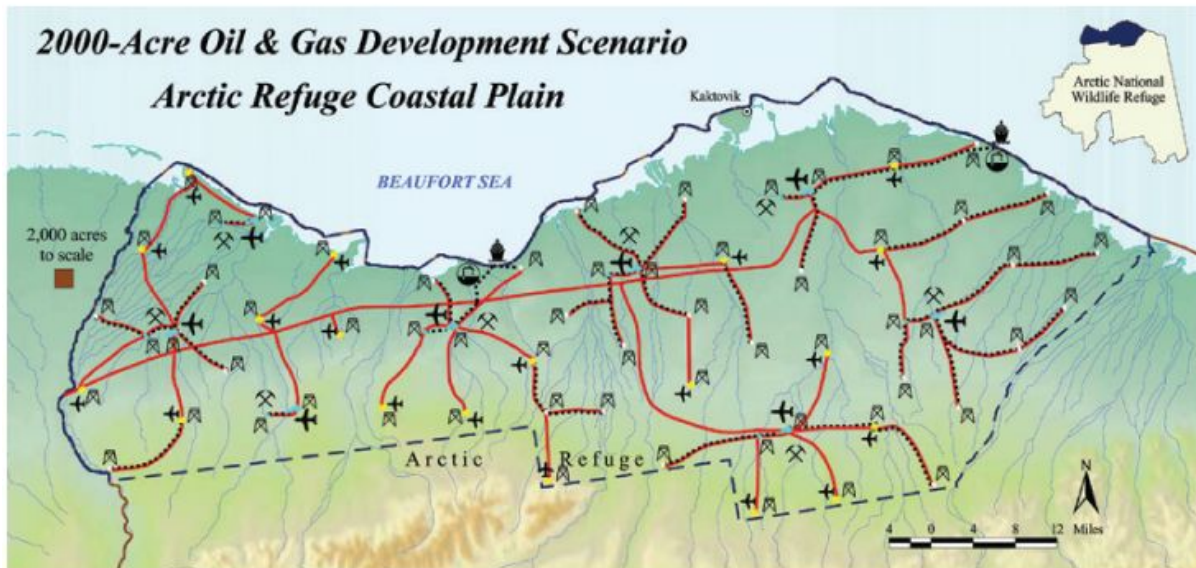 2000-Acre Oil & Gas Development Scenario
Arctic Refuge Coastal Plain
Kaktovik
Arctic National
Wildlife Refuge
BEAUFORT SEA
2,000 acres
to scale
Arctic Refuge
N
4 0 4 8 12 Miles